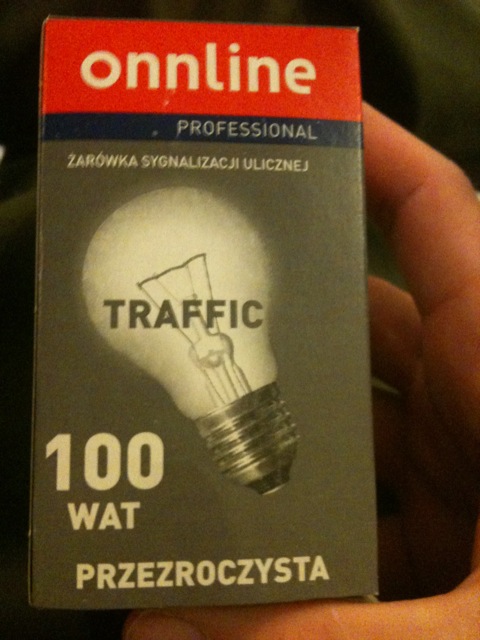 onnline
PROFESSIONAL
ŻARÓWKA SYGNALIZACJI ULICZNEJ
TRAFFIC
100
WAT
PRZEZROCZYSTA